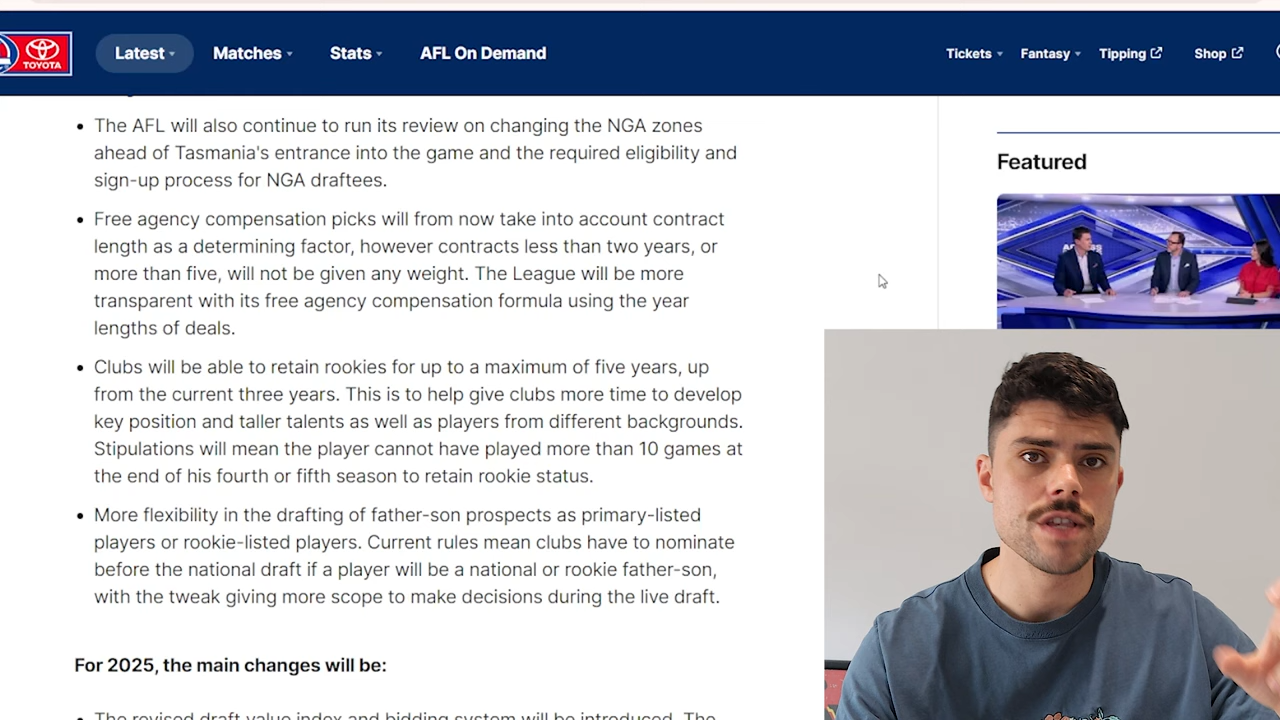 TOYOTA
Latest
Matches
Stats
AFL On Demand
Tickets
Fantasy
Tipping
Shop
The AFL will also continue to run its review on changing the NGA zones
ahead of Tasmania's entrance into the game and the required eligibility and
sign-up process for NGA draftees.
Free agency compensation picks will from now take into account contract
length as a determining factor, however contracts less than two years, or
more than five, will not be given any weight. The League will be more
transparent with its free agency compensation formula using the year
lengths of deals.
Clubs will be able to retain rookies for up to a maximum of five years, up
from the current three years. This is to help give clubs more time to develop
key position and taller talents as well as players from different backgrounds.
Stipulations will mean the player cannot have played more than 10 games at
the end of his fourth or fifth season to retain rookie status.
More flexibility in the drafting of father-son prospects as primary-listed
players or rookie-listed players. Current rules mean clubs have to nominate
before the national draft if a player will be a national or rookie father-son,
with the tweak giving more scope to make decisions during the live draft.
For 2025, the main changes will be:
The revised draft value index and bidding system will be introduced. The
Featured